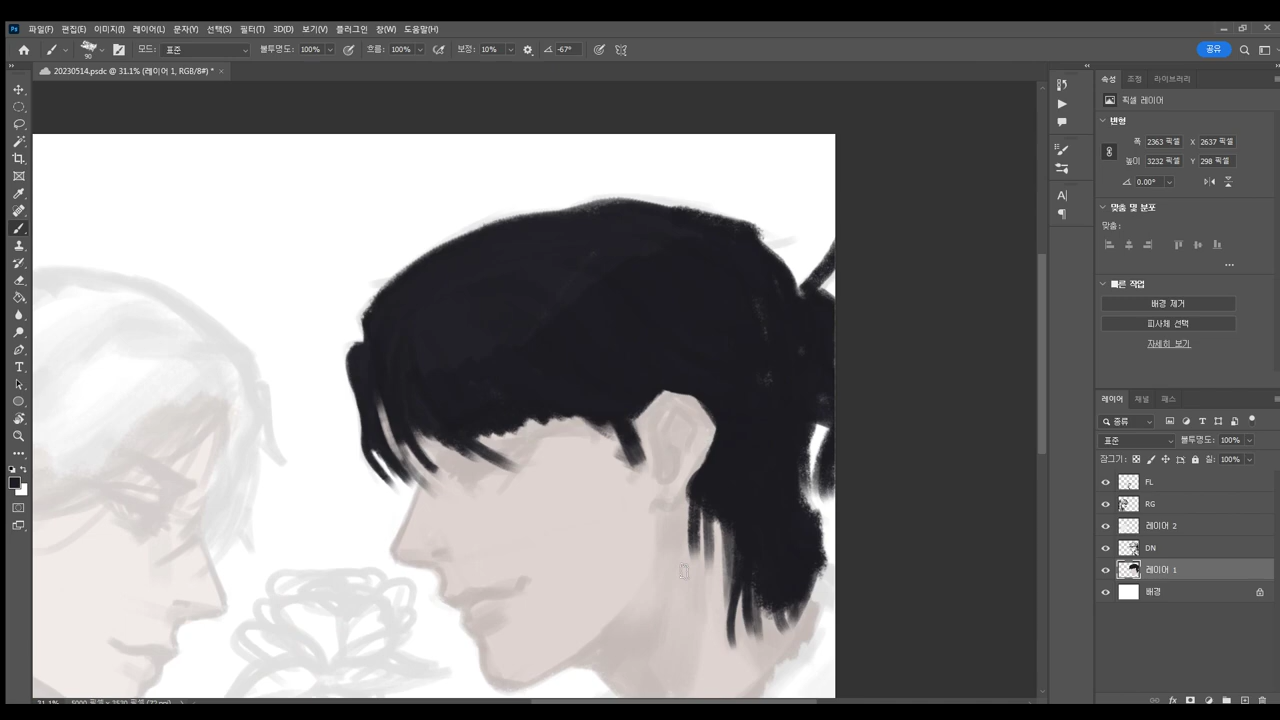 Ps 파일(F) 편집(E) 이미지(I) 레이어(L) 문자(Y) 선택(S) 필터(T) 3D(D) 보기(V) 플러그인 창(W) 도움말(H)
90 모드: 표준 불투명도: 100% 흐름: 100% 보정: 10% -67° 공유
20230514.psdc @ 31.1% (레이어 1, RGB/8#) * ×
속성 조정 라이브러리
픽셀 레이어
변형
폭 2363 픽셀 X 2637 픽셀
높이 3232 픽셀 Y 298 픽셀
0.00°
맞춤 및 분포
맞춤:
빠른 작업
배경 제거
피사체 선택
자세히 보기
레이어 채널 패스
종류
표준 불투명도: 100%
잠그기: 칠: 100%
FL
RG
레이어 2
DN
레이어 1
배경
fx